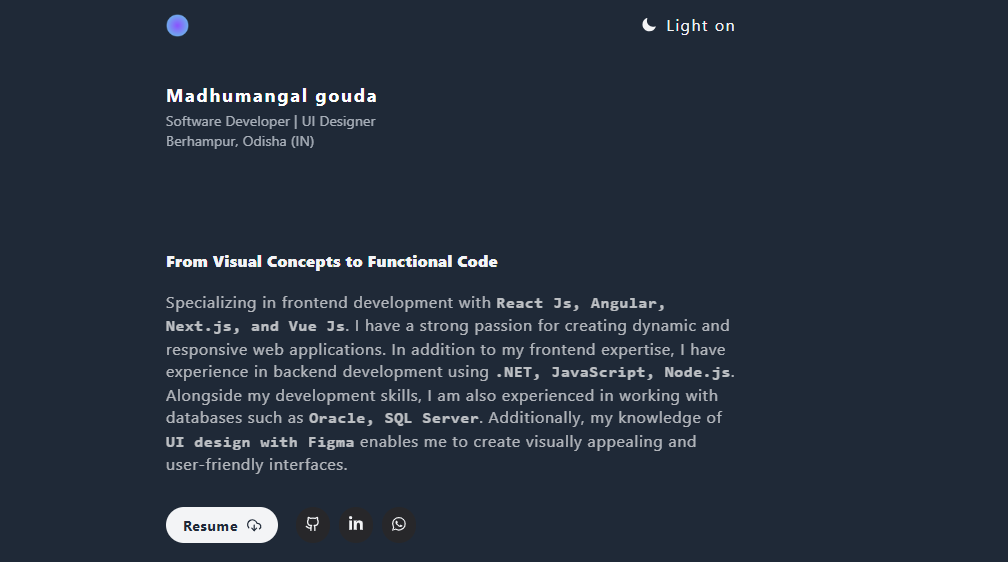 Light on
Madhumangal gouda
Software Developer | UI Designer
Berhampur, Odisha (IN)
From Visual Concepts to Functional Code
Specializing in frontend development with React Js, Angular,
Next.js, and Vue Js. I have a strong passion for creating dynamic and
responsive web applications. In addition to my frontend expertise, I have
experience in backend development using .NET, JavaScript, Node.js.
Alongside my development skills, I am also experienced in working with
databases such as Oracle, SQL Server. Additionally, my knowledge of
UI design with Figma enables me to create visually appealing and
user-friendly interfaces.
Resume
in